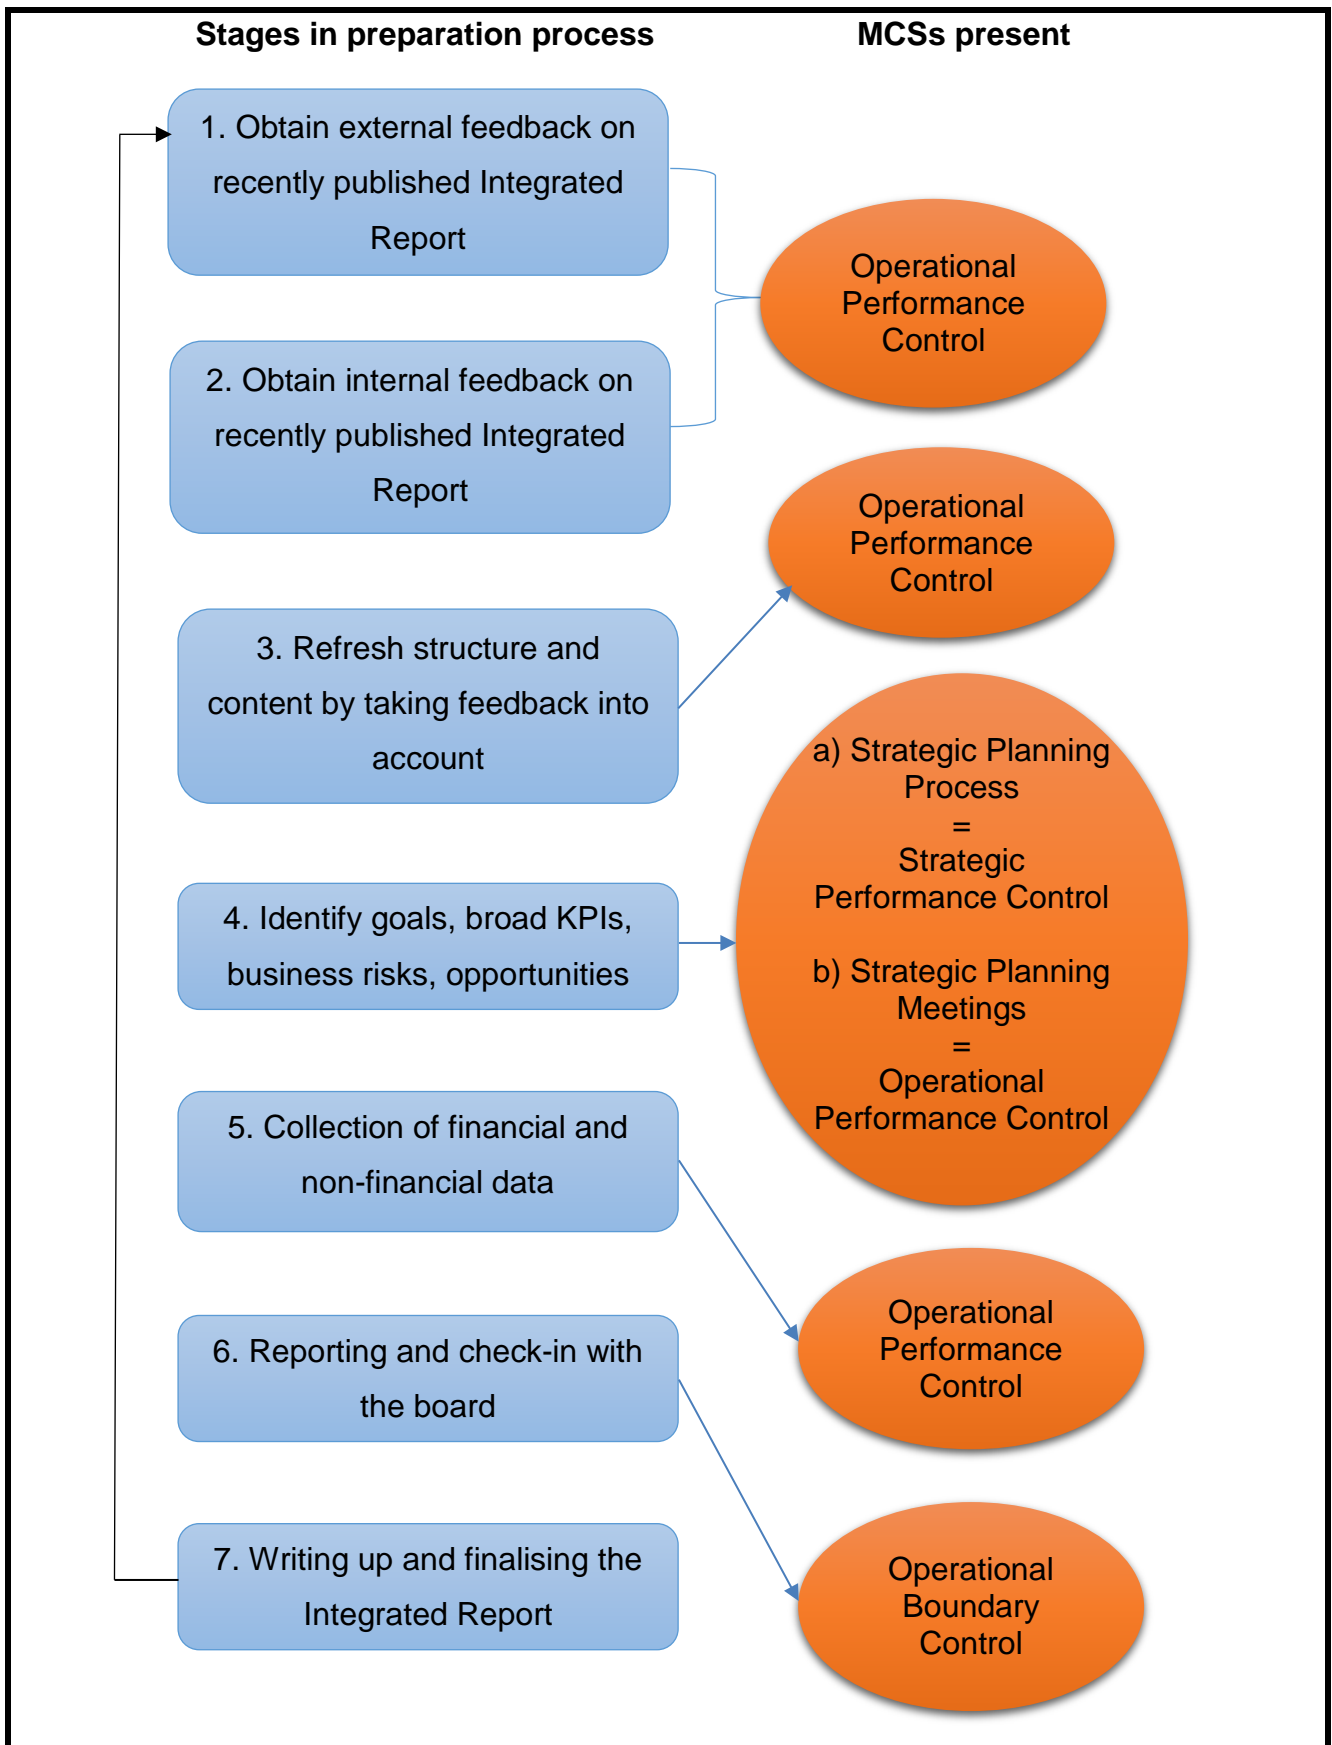 Stages in preparation process
MCSs present
1. Obtain external feedback on
recently published Integrated
Report
Operational
Performance
Control
2. Obtain internal feedback on
recently published Integrated
Report
Operational
Performance
Control
3. Refresh structure and
content by taking feedback into
account
a) Strategic Planning
Process
=
Strategic
Performance Control
b) Strategic Planning
Meetings
=
Operational
Performance Control
4. Identify goals, broad KPIs,
business risks, opportunities
5. Collection of financial and
non-financial data
Operational
Performance
Control
6. Reporting and check-in with
the board
Operational
Boundary
Control
7. Writing up and finalising the
Integrated Report